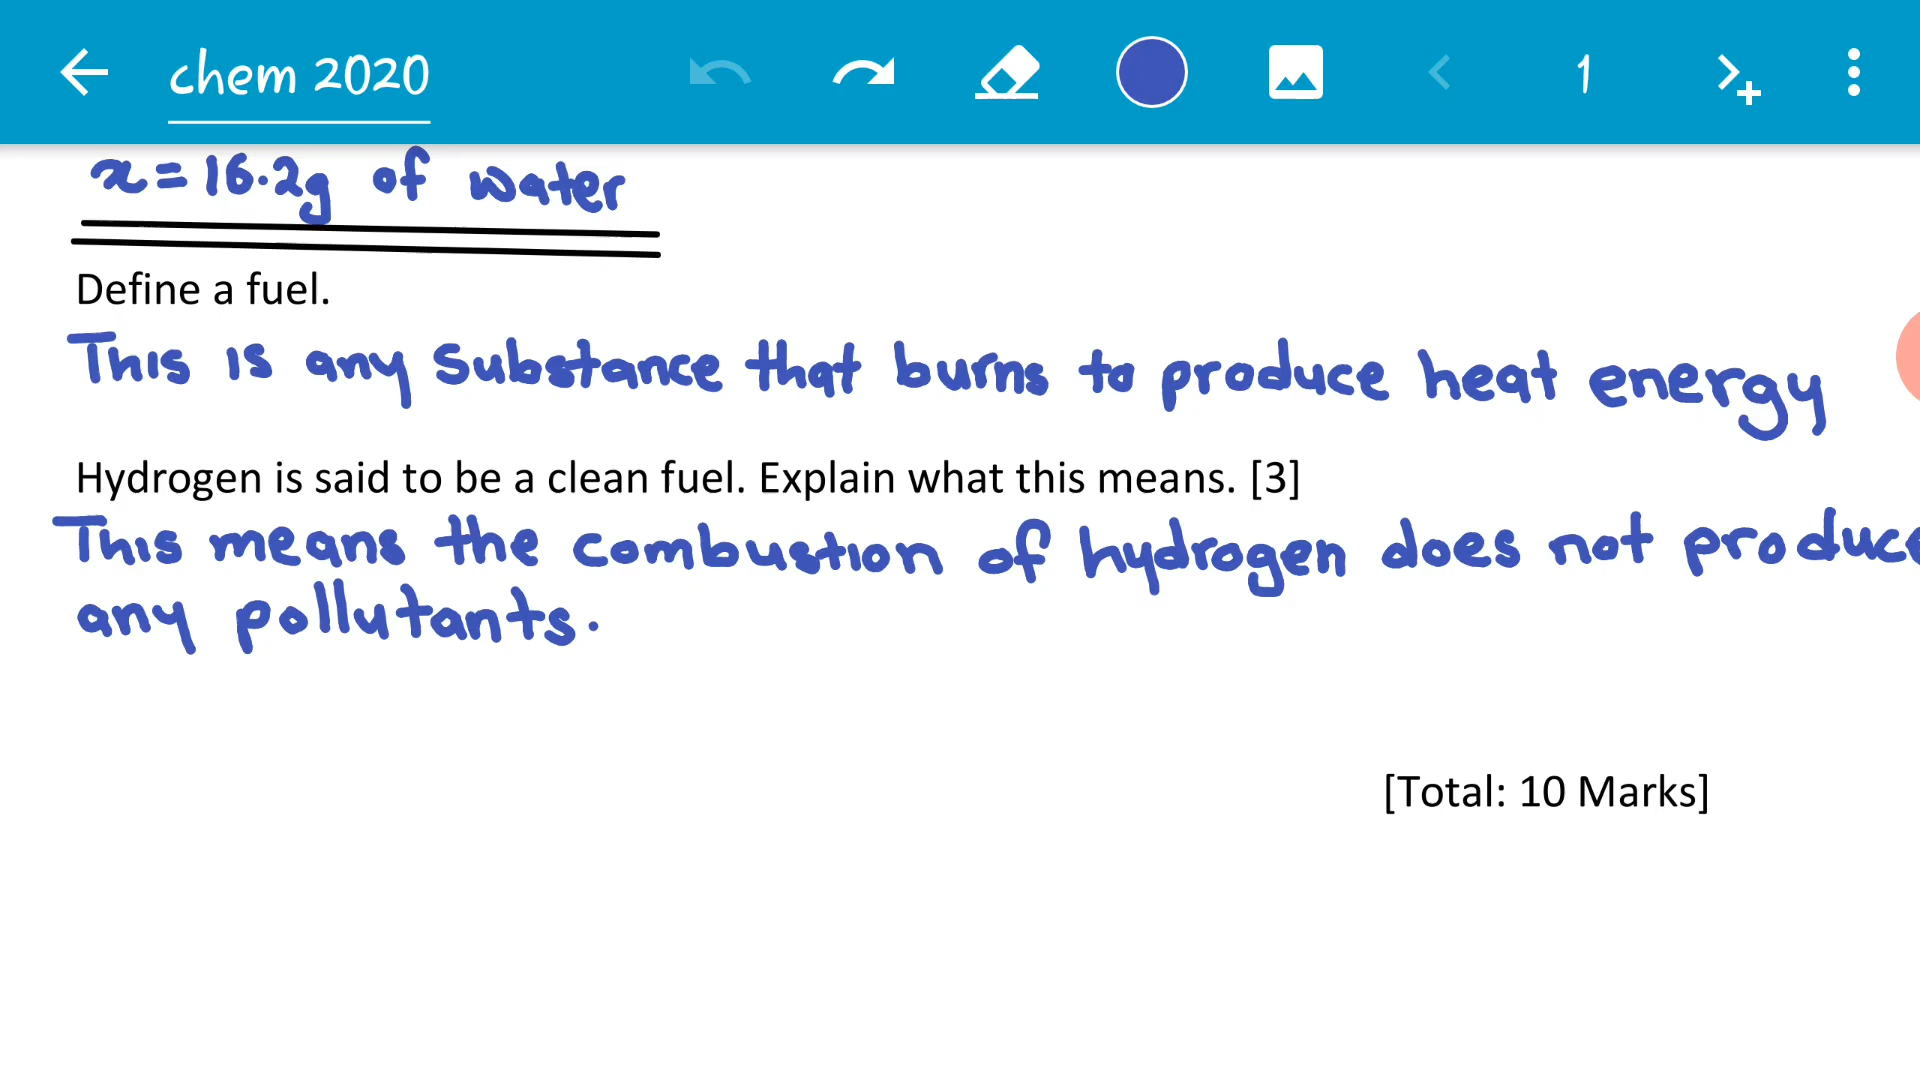 chem 2020
1
x = 16.2g of water
Define a fuel.
This is any substance that burns to produce heat energy
Hydrogen is said to be a clean fuel. Explain what this means. [3]
This means the combustion of hydrogen does not produce
any pollutants.
[Total: 10 Marks]